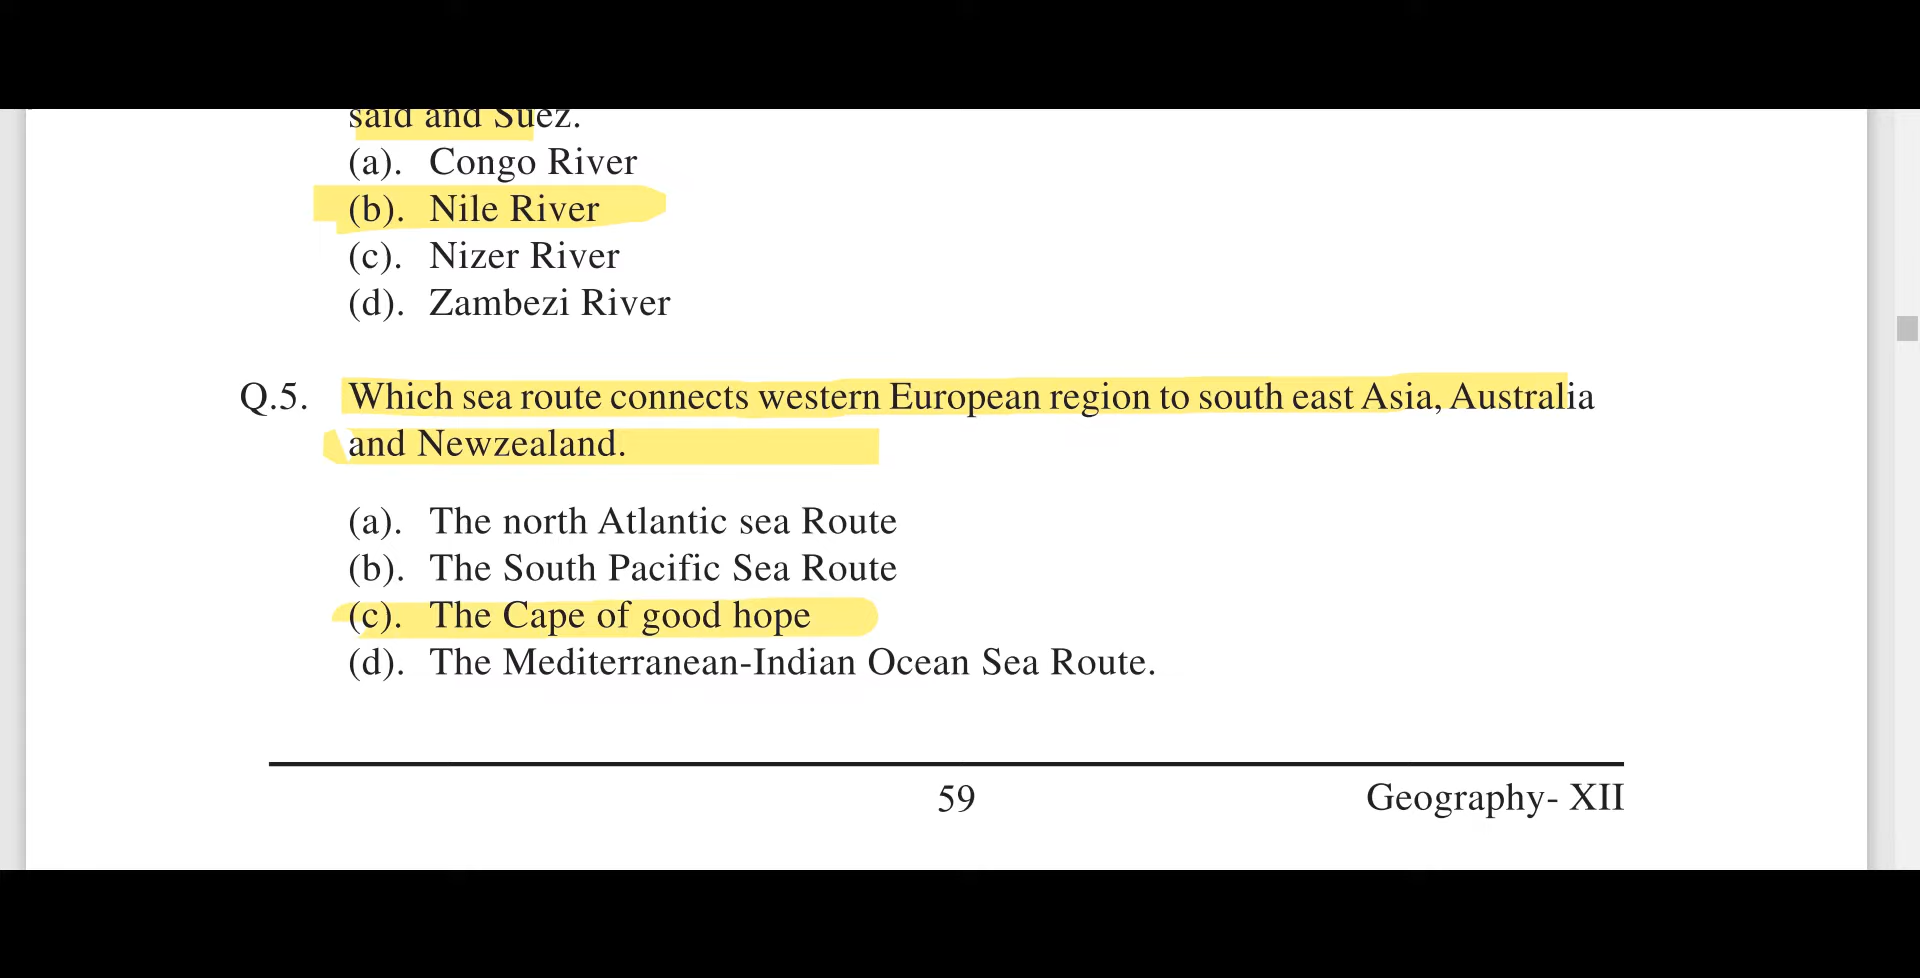 said and Suez.
(a). Congo River
(b). Nile River
(c). Nizer River
(d). Zambezi River
Q.5. Which sea route connects western European region to south east Asia, Australia
and Newzealand.
(a). The north Atlantic sea Route
(b). The South Pacific Sea Route
(c). The Cape of good hope
(d). The Mediterranean-Indian Ocean Sea Route.
59 Geography- XII